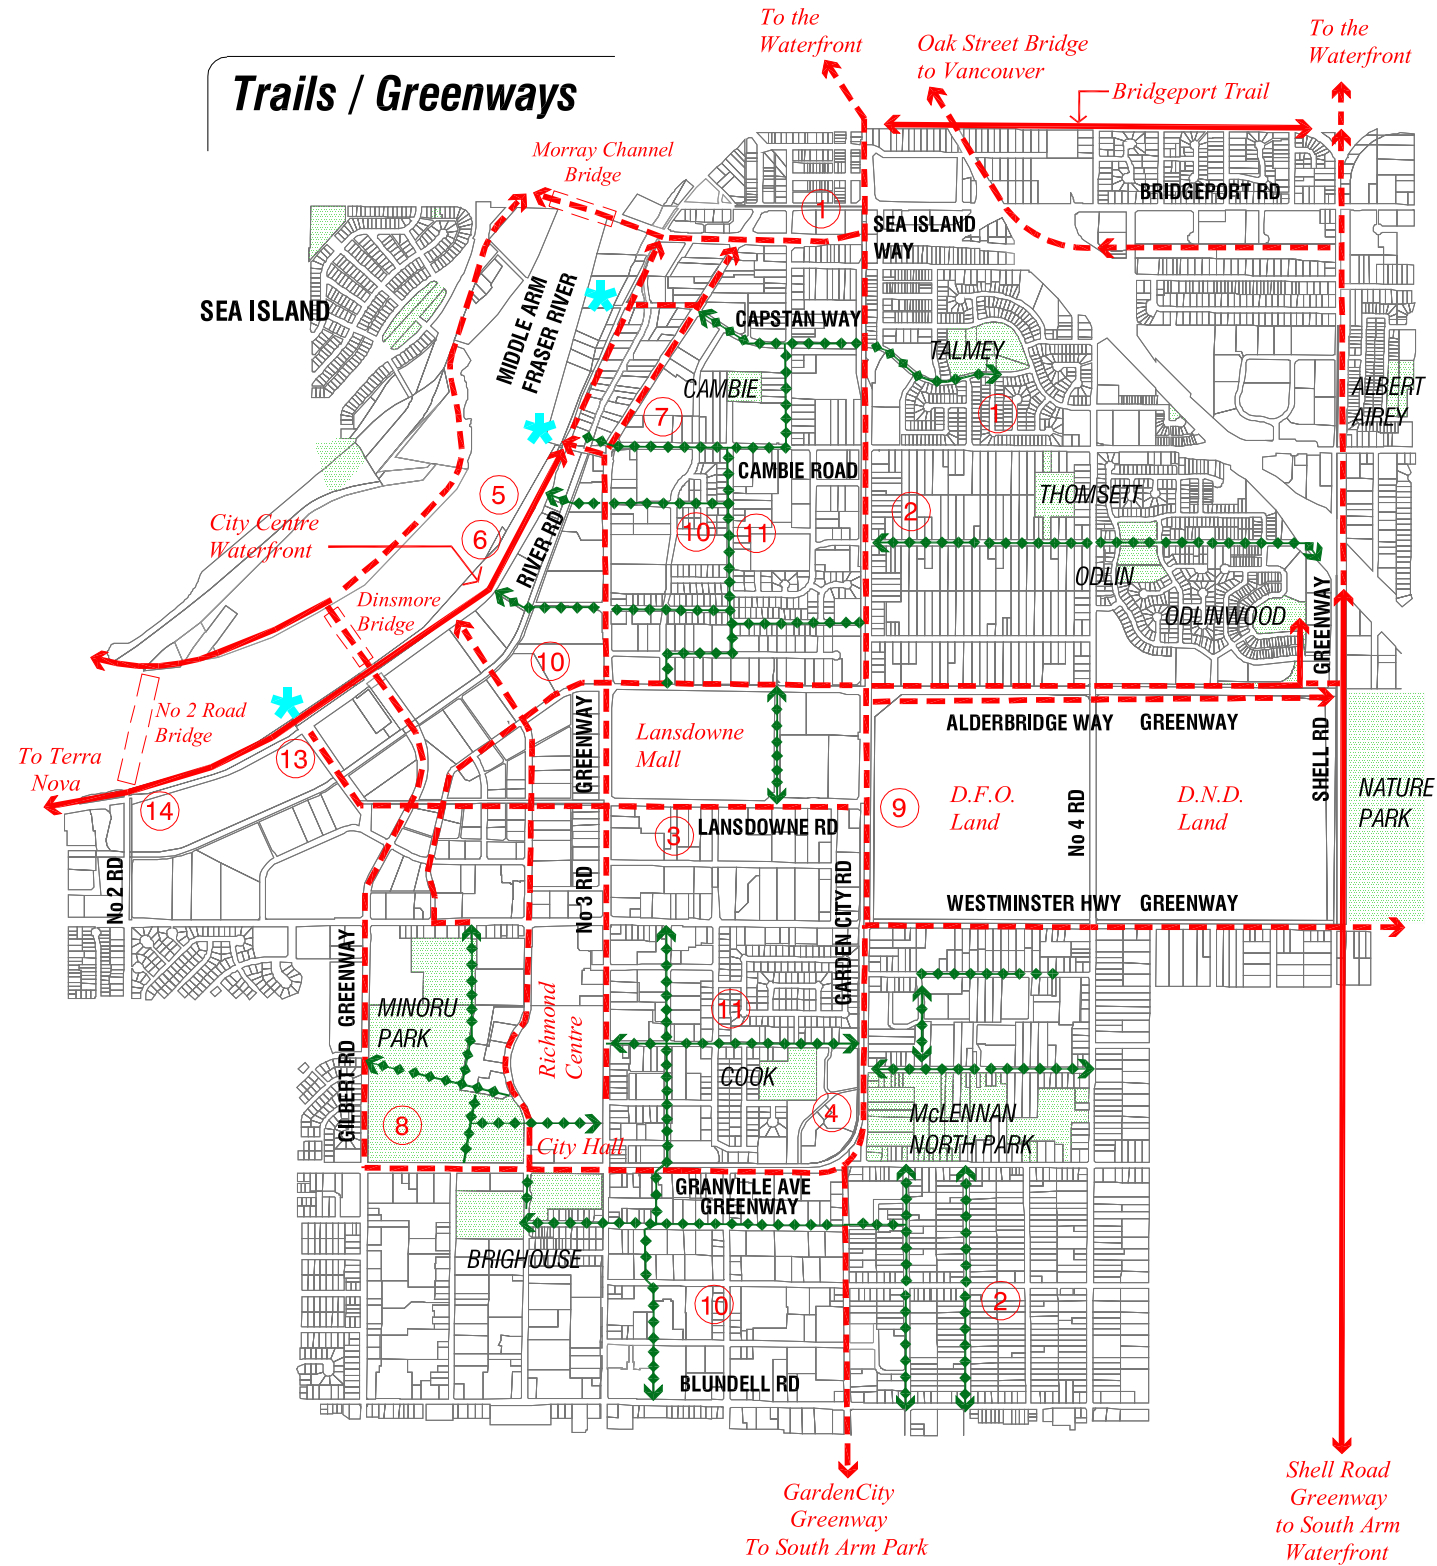 To the
Waterfront
Oak Street Bridge
to Vancouver
To the
Waterfront
Trails / Greenways
Bridgeport Trail
Morray Channel
Bridge
BRIDGEPORT RD
1
SEA ISLAND
WAY
SEA ISLAND
MIDDLE ARM
FRASER RIVER
*
CAPSTAN WAY
TALMEY
CAMBIE
ALBERT
AIREY
7
1
*
CAMBIE ROAD
5
THOMSETT
City Centre
Waterfront
6
RIVER RD
10
11
2
ODLIN
Dinsmore
Bridge
ODLINWOOD
GREENWAY
10
*
No 2 Road
Bridge
GREENWAY
Lansdowne
Mall
ALDERBRIDGE WAY GREENWAY
SHELL RD
To Terra
Nova
13
14
9
D.F.O.
Land
No 4 RD
D.N.D.
Land
NATURE
PARK
3
LANSDOWNE RD
No 2 RD
No 3 RD
GARDEN CITY RD
WESTMINSTER HWY GREENWAY
GILBERT RD GREENWAY
MINORU
PARK
Richmond
Centre
11
COOK
8
4
McLENNAN
NORTH PARK
City Hall
GRANVILLE AVE
GREENWAY
BRIGHOUSE
10
2
BLUNDELL RD
GardenCity
Greenway
To South Arm Park
Shell Road
Greenway
to South Arm
Waterfront